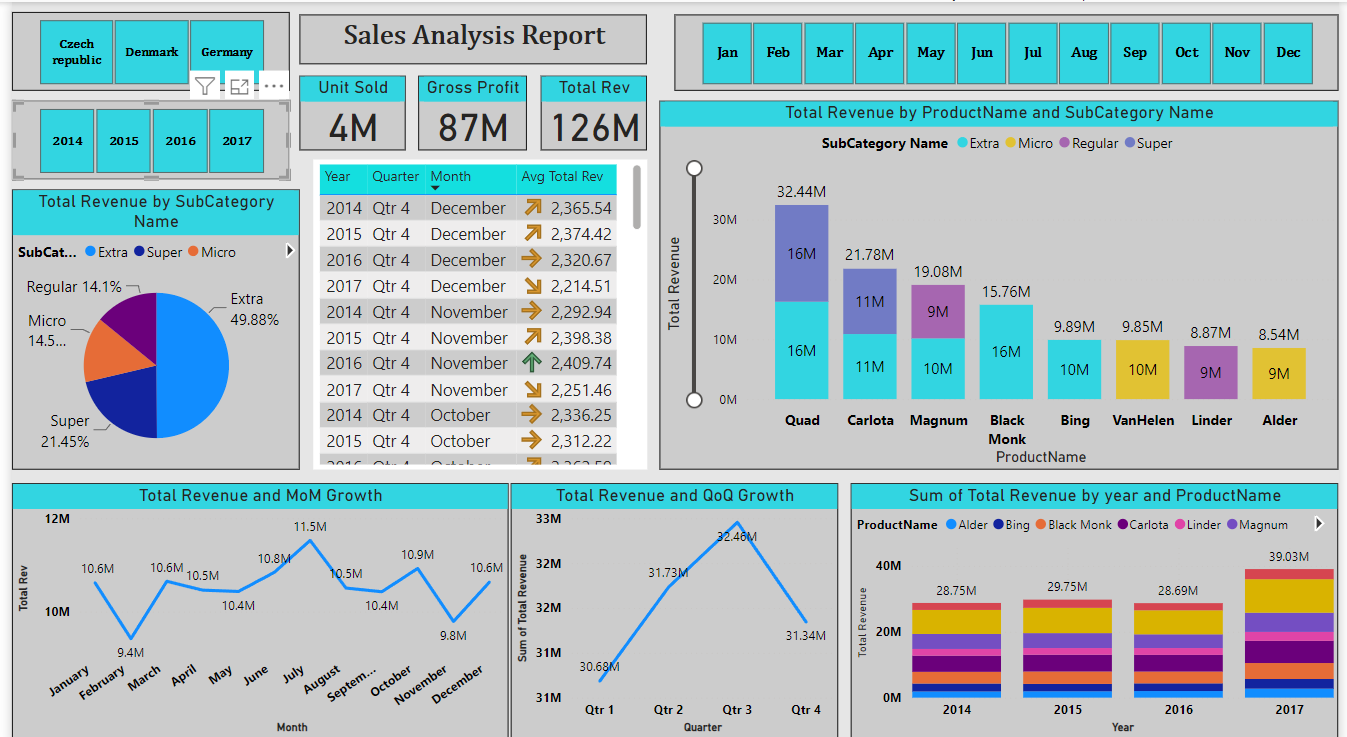 Czech
republic
Denmark
Germany
2014
2015
2016
2017
Sales Analysis Report
Unit Sold
4M
Gross Profit
87M
Total Rev
126M
Jan
Feb
Mar
Apr
May
Jun
Jul
Aug
Sep
Oct
Nov
Dec
Total Revenue by SubCategory
Name
SubCat...
Extra
Super
Micro
Regular 14.1%
Extra
49.88%
Micro
14.5...
Super
21.45%
Year Quarter Month Avg Total Rev
2014 Qtr 4 December 2,365.54
2015 Qtr 4 December 2,374.42
2016 Qtr 4 December 2,320.67
2017 Qtr 4 December 2,214.51
2014 Qtr 4 November 2,292.94
2015 Qtr 4 November 2,398.38
2016 Qtr 4 November 2,409.74
2017 Qtr 4 November 2,251.46
2014 Qtr 4 October 2,336.25
2015 Qtr 4 October 2,312.22
2016 Qtr 4 October
Total Revenue by ProductName and SubCategory Name
SubCategory Name Extra Micro Regular Super
Total Revenue
30M
20M
10M
0M
32.44M
16M
16M
21.78M
11M
11M
19.08M
9M
10M
15.76M
16M
9.89M
10M
9.85M
10M
8.87M
9M
8.54M
9M
Quad
Carlota
Magnum
Black
Monk
Bing
VanHelen
Linder
Alder
ProductName
Total Revenue and MoM Growth
Total Rev
12M
10M
10.6M
9.4M
10.6M
10.5M
10.4M
10.8M
11.5M
10.5M
10.4M
10.9M
9.8M
10.6M
January
February
March
April
May
June
July
August
Septem...
October
November
December
Month
Total Revenue and QoQ Growth
Sum of Total Revenue
33M
32M
32M
31M
31M
30.68M
31.73M
32.46M
31.34M
Qtr 1
Qtr 2
Qtr 3
Qtr 4
Quarter
Sum of Total Revenue by year and ProductName
ProductName Alder Bing Black Monk Carlota Linder Magnum
Total Revenue
40M
20M
0M
28.75M
29.75M
28.69M
39.03M
2014
2015
2016
2017
Year